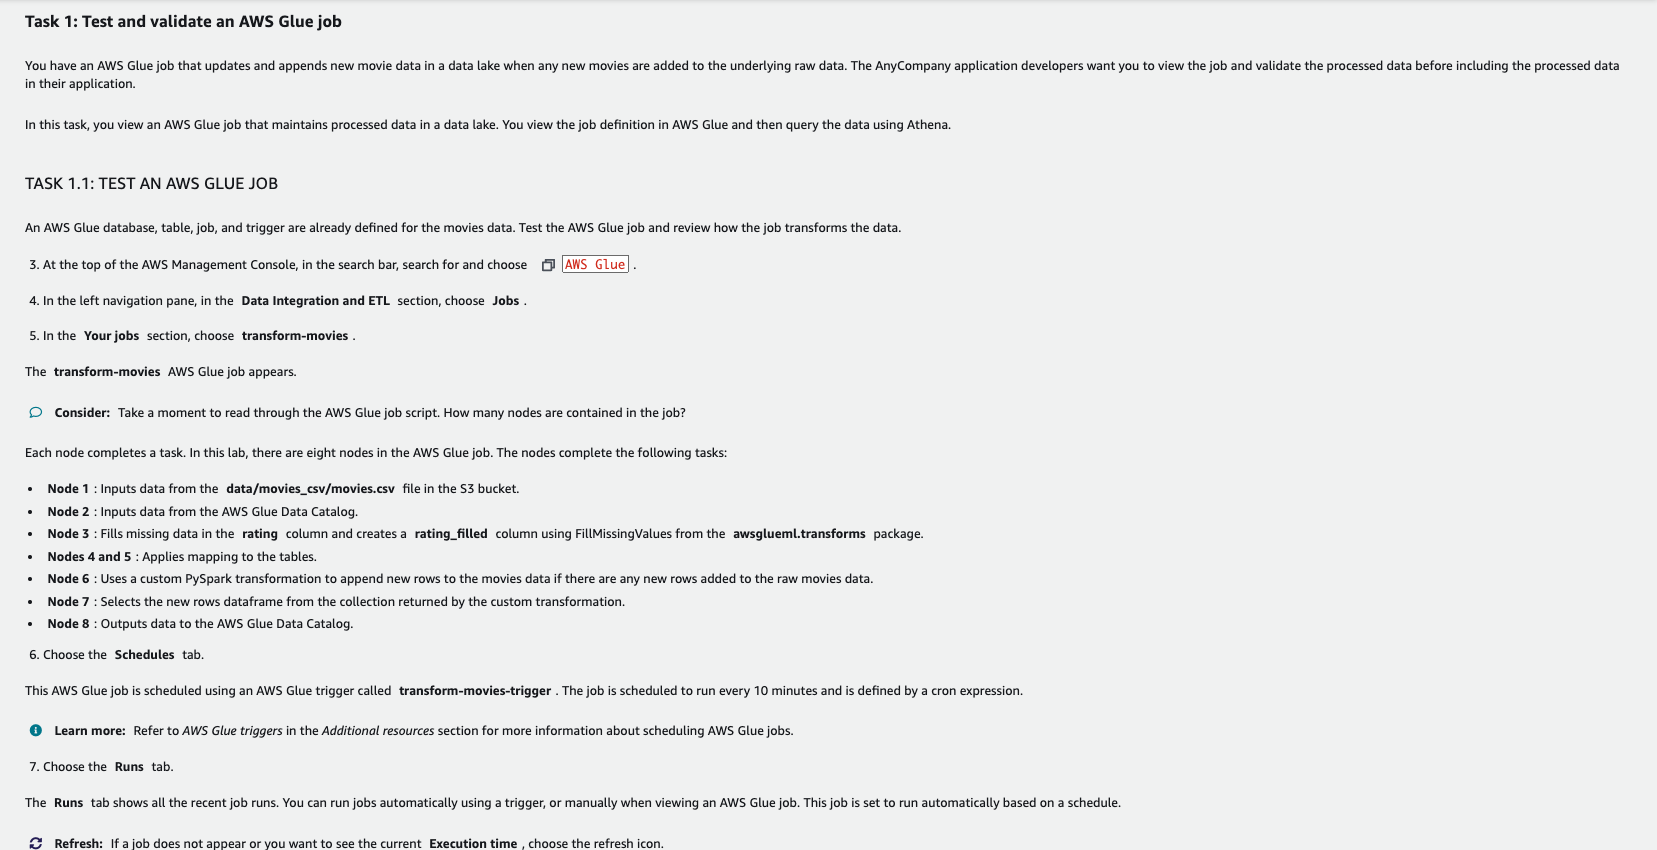 Task 1: Test and validate an AWS Glue job
You have an AWS Glue job that updates and appends new movie data in a data lake when any new movies are added to the underlying raw data. The AnyCompany application developers want you to view the job and validate the processed data before including the processed data
in their application.
In this task, you view an AWS Glue job that maintains processed data in a data lake. You view the job definition in AWS Glue and then query the data using Athena.
TASK 1.1: TEST AN AWS GLUE JOB
An AWS Glue database, table, job, and trigger are already defined for the movies data. Test the AWS Glue job and review how the job transforms the data.
3. At the top of the AWS Management Console, in the search bar, search for and choose AWS Glue .
4. In the left navigation pane, in the Data Integration and ETL section, choose Jobs .
5. In the Your jobs section, choose transform-movies .
The transform-movies AWS Glue job appears.
Consider: Take a moment to read through the AWS Glue job script. How many nodes are contained in the job?
Each node completes a task. In this lab, there are eight nodes in the AWS Glue job. The nodes complete the following tasks:
• Node 1 : Inputs data from the data/movies_csv/movies.csv file in the S3 bucket.
• Node 2 : Inputs data from the AWS Glue Data Catalog.
• Node 3 : Fills missing data in the rating column and creates a rating_filled column using FillMissingValues from the awsglueml.transforms package.
• Nodes 4 and 5 : Applies mapping to the tables.
• Node 6 : Uses a custom PySpark transformation to append new rows to the movies data if there are any new rows added to the raw movies data.
• Node 7 : Selects the new rows dataframe from the collection returned by the custom transformation.
• Node 8 : Outputs data to the AWS Glue Data Catalog.
6. Choose the Schedules tab.
This AWS Glue job is scheduled using an AWS Glue trigger called transform-movies-trigger . The job is scheduled to run every 10 minutes and is defined by a cron expression.
Learn more: Refer to AWS Glue triggers in the Additional resources section for more information about scheduling AWS Glue jobs.
7. Choose the Runs tab.
The Runs tab shows all the recent job runs. You can run jobs automatically using a trigger, or manually when viewing an AWS Glue job. This job is set to run automatically based on a schedule.
Refresh: If a job does not appear or you want to see the current Execution time , choose the refresh icon.